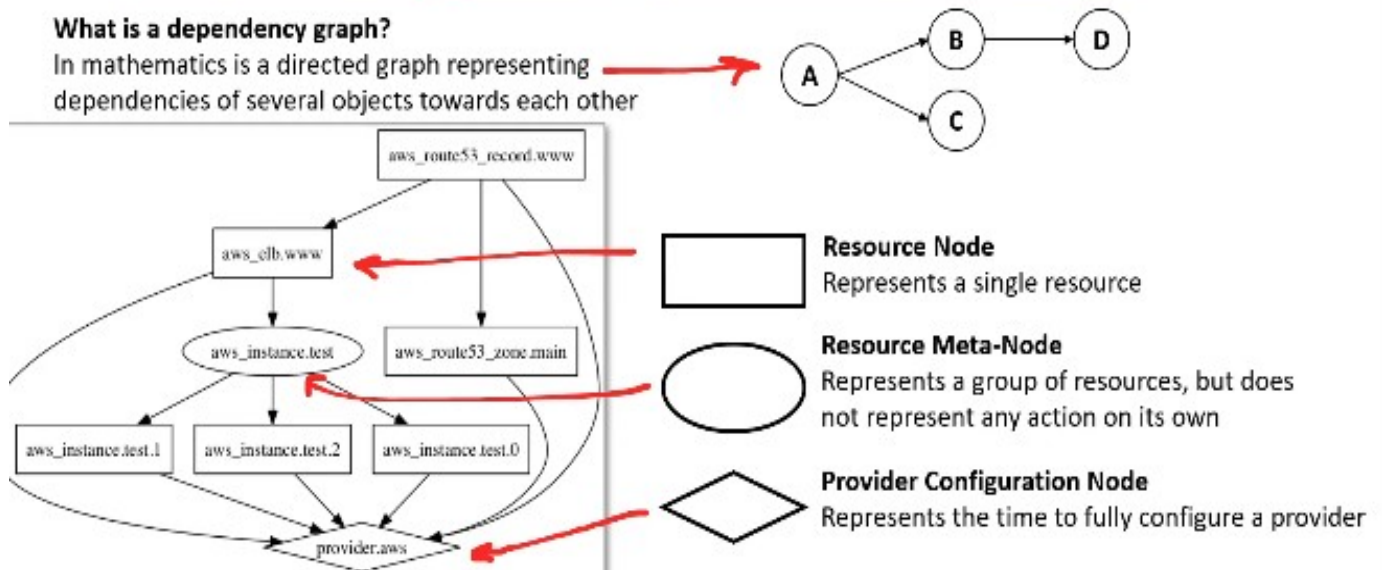 What is a dependency graph?
In mathematics is a directed graph representing
dependencies of several objects towards each other
A
B
D
C
aws_route53_record.www
aws_elb.www
aws_instance.test
aws_route53_zone.main
aws_instance.test.1
aws_instance.test.2
aws_instance.test.0
provider.aws
Resource Node
Represents a single resource
Resource Meta-Node
Represents a group of resources, but does
not represent any action on its own
Provider Configuration Node
Represents the time to fully configure a provider